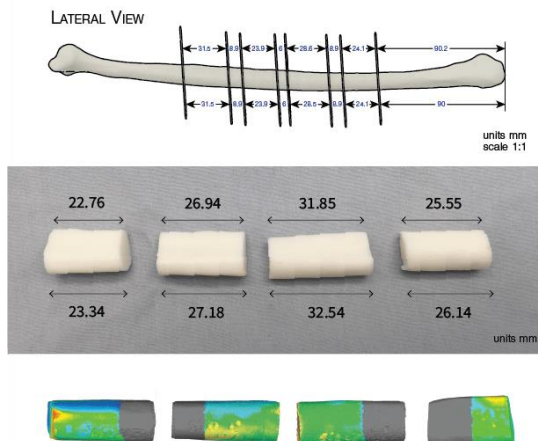 LATERAL VIEW
31.5 8.9 23.9 6 28.6 8.9 24.1 90.2
31.5 8.9 23.9 6 28.5 8.9 24.1 90
units mm
scale 1:1
22.76 26.94 31.85 25.55
23.34 27.18 32.54 26.14
units mm